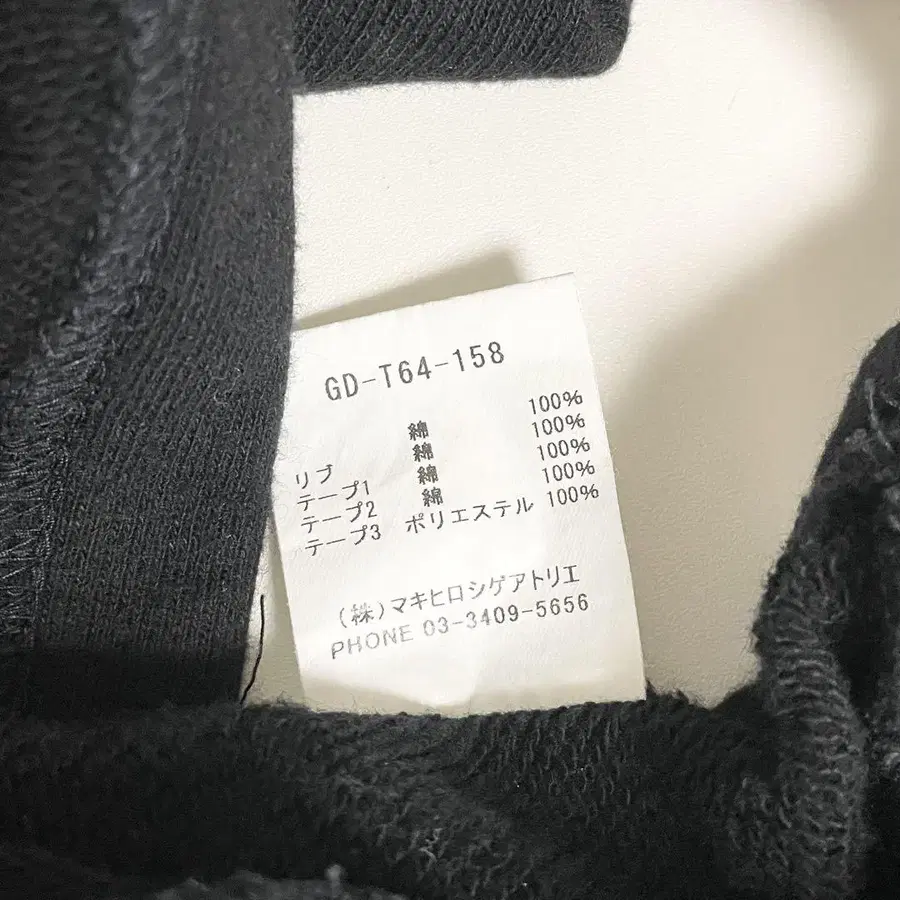 GD-T64-158
綿 100%
リブ 綿 100%
テープ1 綿 100%
テープ2 綿 100%
テープ3 ポリエステル 100%
(株)マキヒロシゲアトリエ
PHONE 03-3409-5656